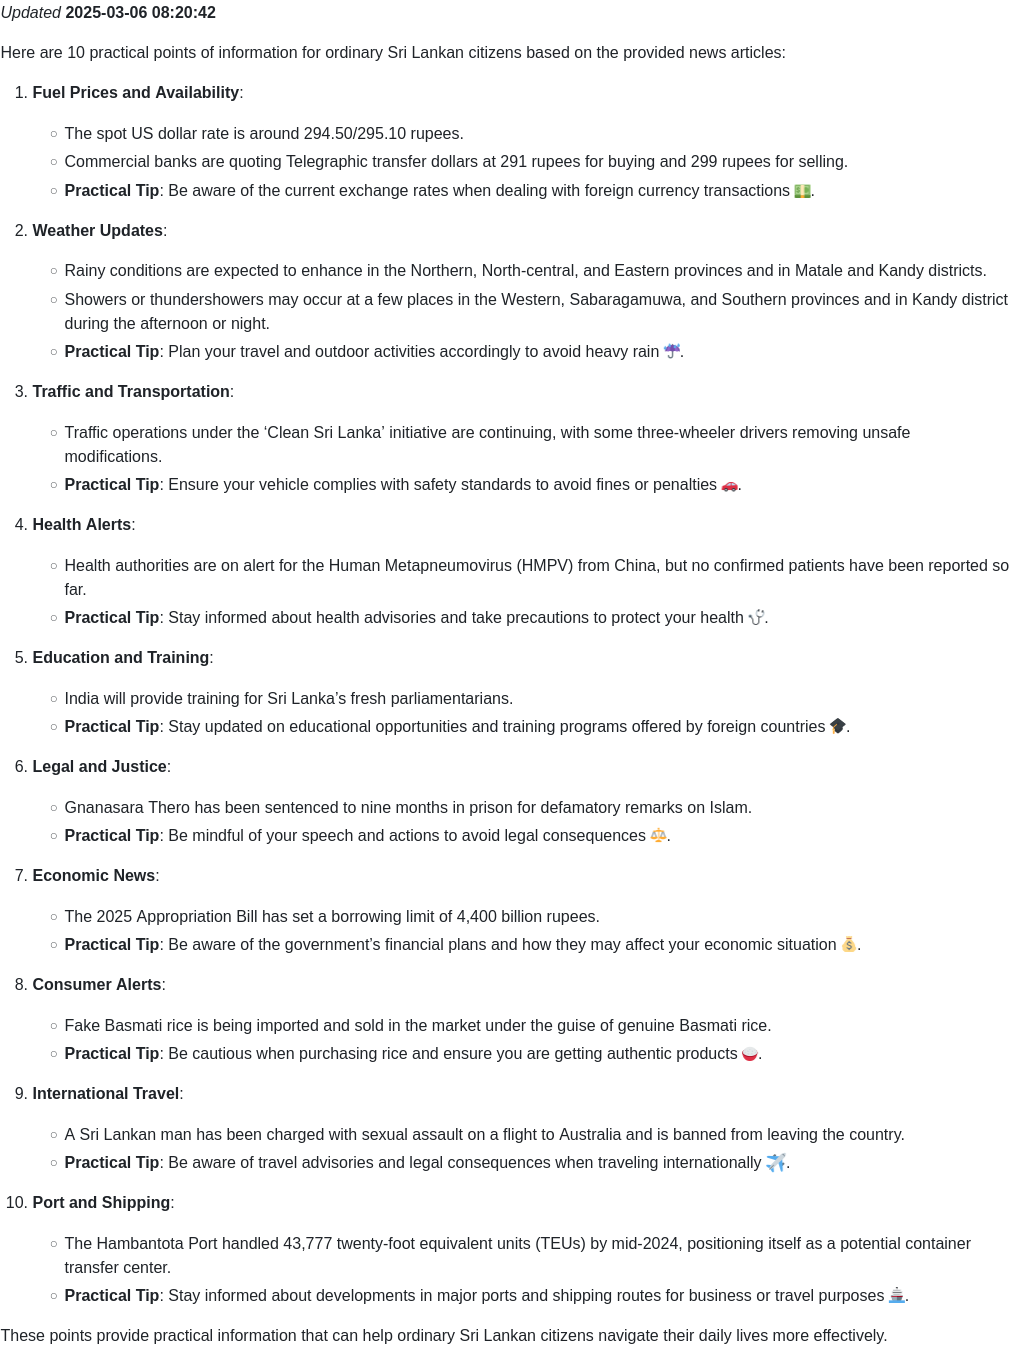 Updated 2025-03-06 08:20:42
Here are 10 practical points of information for ordinary Sri Lankan citizens based on the provided news articles:
1. Fuel Prices and Availability:
○ The spot US dollar rate is around 294.50/295.10 rupees.
○ Commercial banks are quoting Telegraphic transfer dollars at 291 rupees for buying and 299 rupees for selling.
○ Practical Tip: Be aware of the current exchange rates when dealing with foreign currency transactions 💵.
2. Weather Updates:
○ Rainy conditions are expected to enhance in the Northern, North-central, and Eastern provinces and in Matale and Kandy districts.
○ Showers or thundershowers may occur at a few places in the Western, Sabaragamuwa, and Southern provinces and in Kandy district
during the afternoon or night.
○ Practical Tip: Plan your travel and outdoor activities accordingly to avoid heavy rain ☔.
3. Traffic and Transportation:
○ Traffic operations under the ‘Clean Sri Lanka’ initiative are continuing, with some three-wheeler drivers removing unsafe
modifications.
○ Practical Tip: Ensure your vehicle complies with safety standards to avoid fines or penalties 🚗.
4. Health Alerts:
○ Health authorities are on alert for the Human Metapneumovirus (HMPV) from China, but no confirmed patients have been reported so
far.
○ Practical Tip: Stay informed about health advisories and take precautions to protect your health 🩺.
5. Education and Training:
○ India will provide training for Sri Lanka’s fresh parliamentarians.
○ Practical Tip: Stay updated on educational opportunities and training programs offered by foreign countries 🎓.
6. Legal and Justice:
○ Gnanasara Thero has been sentenced to nine months in prison for defamatory remarks on Islam.
○ Practical Tip: Be mindful of your speech and actions to avoid legal consequences ⚖️.
7. Economic News:
○ The 2025 Appropriation Bill has set a borrowing limit of 4,400 billion rupees.
○ Practical Tip: Be aware of the government’s financial plans and how they may affect your economic situation 💰.
8. Consumer Alerts:
○ Fake Basmati rice is being imported and sold in the market under the guise of genuine Basmati rice.
○ Practical Tip: Be cautious when purchasing rice and ensure you are getting authentic products 🍚.
9. International Travel:
○ A Sri Lankan man has been charged with sexual assault on a flight to Australia and is banned from leaving the country.
○ Practical Tip: Be aware of travel advisories and legal consequences when traveling internationally ✈️.
10. Port and Shipping:
○ The Hambantota Port handled 43,777 twenty-foot equivalent units (TEUs) by mid-2024, positioning itself as a potential container
transfer center.
○ Practical Tip: Stay informed about developments in major ports and shipping routes for business or travel purposes 🚢.
These points provide practical information that can help ordinary Sri Lankan citizens navigate their daily lives more effectively.